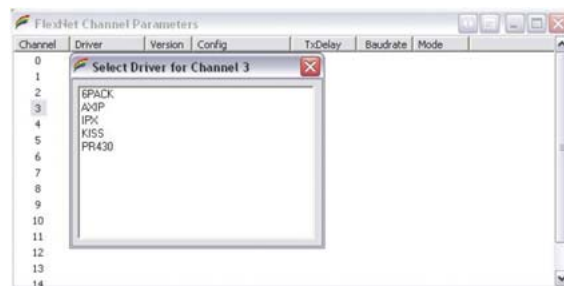 FlexNet Channel Parameters
Channel Driver Version Config TxDelay Baudrate Mode
Select Driver for Channel 3
6PACK
AXIP
IPX
KISS
PR430
0
1
2
3
4
5
6
7
8
9
10
11
12
13
14